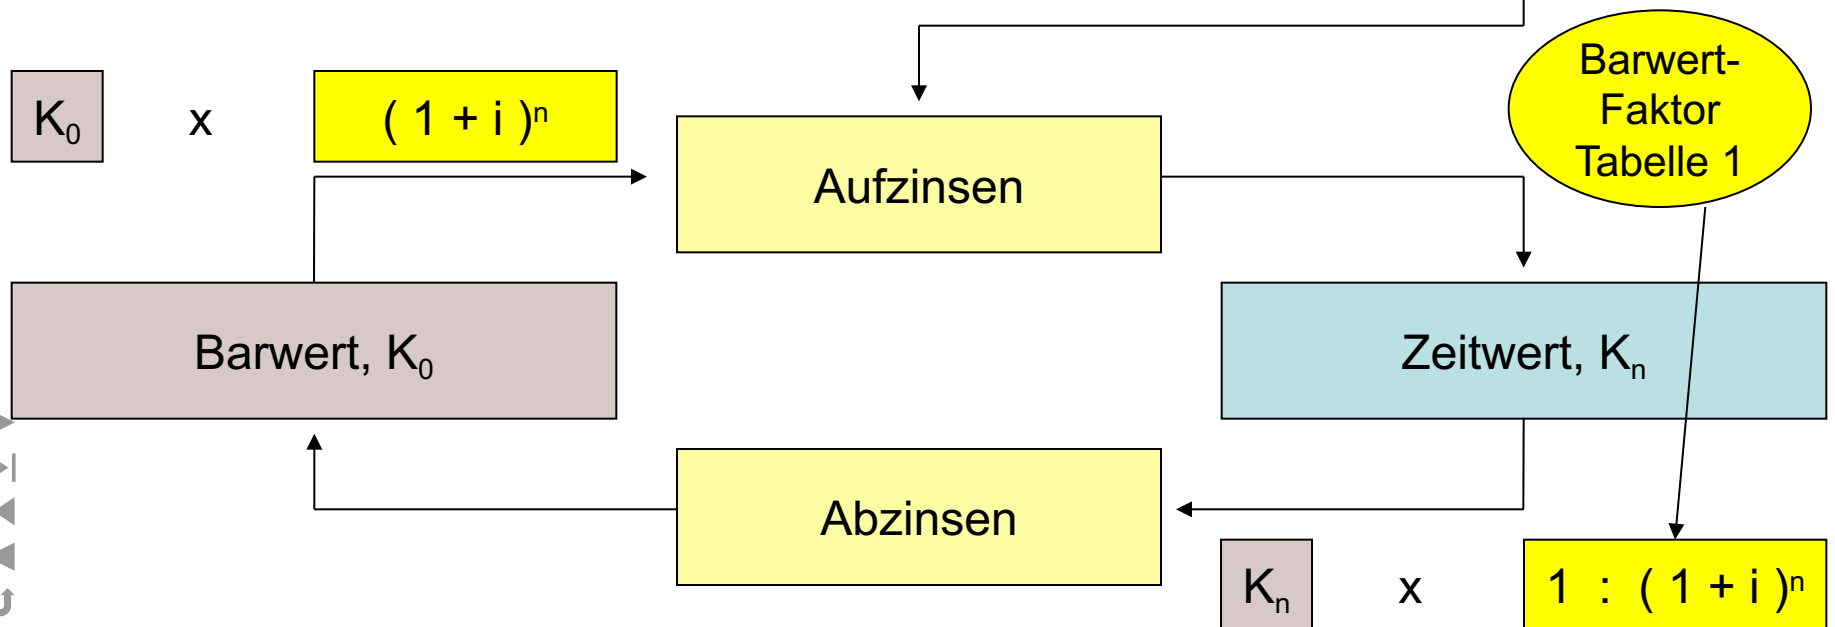 Barwert-
Faktor
Tabelle 1
K₀ x ( 1 + i )ⁿ
Aufzinsen
Barwert, K₀
Zeitwert, Kₙ
Abzinsen
Kₙ x 1 : ( 1 + i )ⁿ